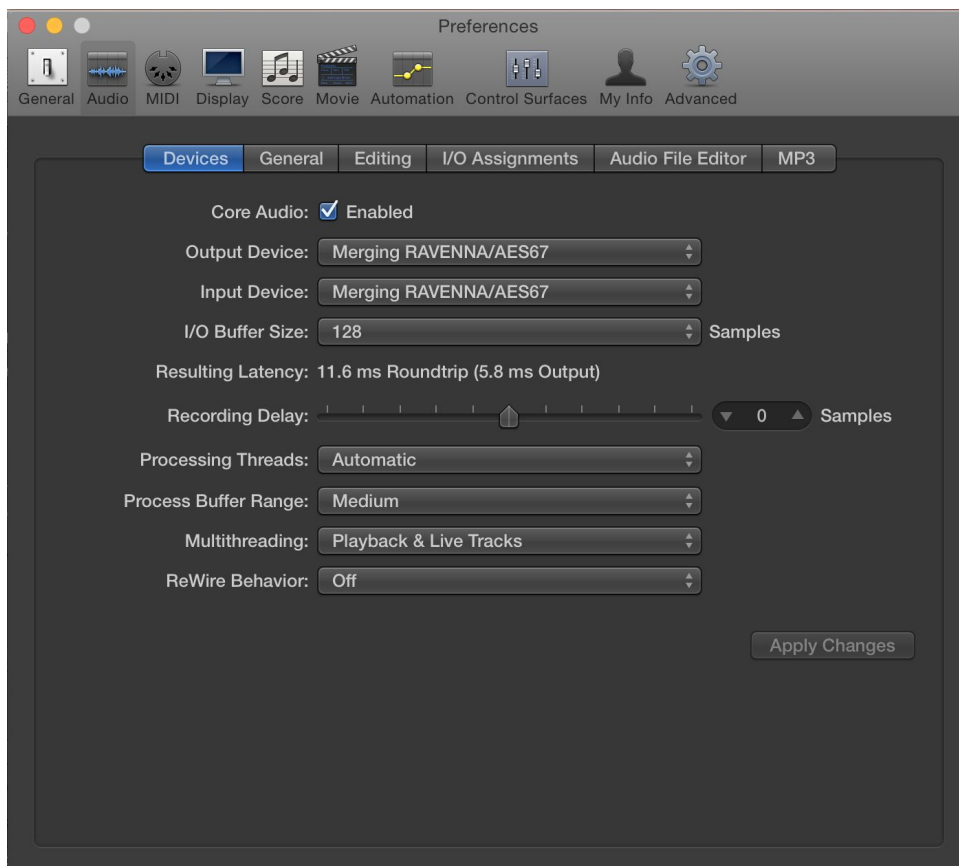 Preferences
General Audio MIDI Display Score Movie Automation Control Surfaces My Info Advanced
Devices General Editing I/O Assignments Audio File Editor MP3
Core Audio: Enabled
Output Device: Merging RAVENNA/AES67
Input Device: Merging RAVENNA/AES67
I/O Buffer Size: 128 Samples
Resulting Latency: 11.6 ms Roundtrip (5.8 ms Output)
Recording Delay: 0 Samples
Processing Threads: Automatic
Process Buffer Range: Medium
Multithreading: Playback & Live Tracks
ReWire Behavior: Off
Apply Changes